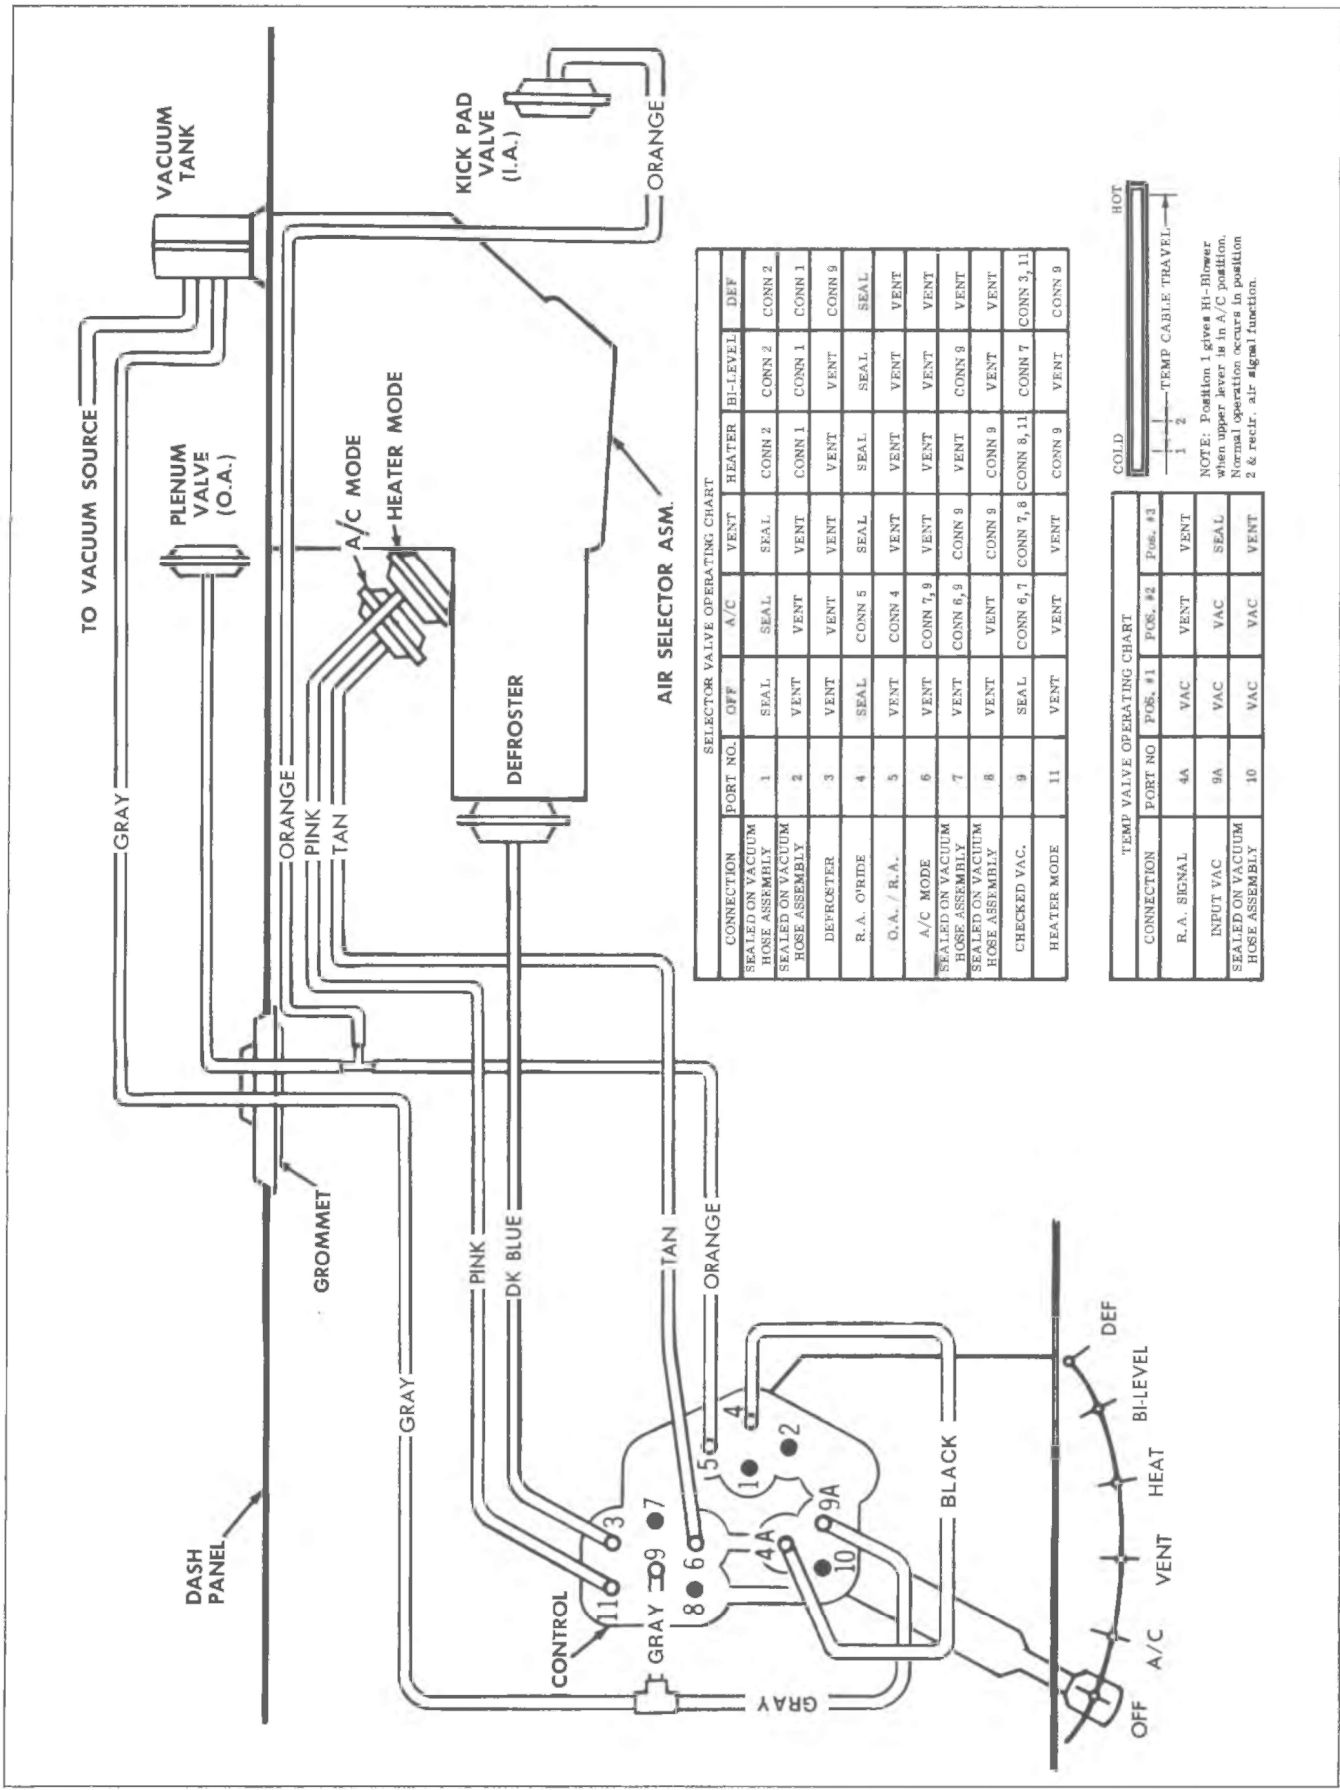 TO VACUUM SOURCE
VACUUM
TANK
PLENUM
VALVE
(O.A.)
GRAY
ORANGE
PINK
TAN
A/C MODE
HEATER MODE
KICK PAD
VALVE
(I.A.)
ORANGE
DEFROSTER
AIR SELECTOR ASM.
DASH
PANEL
GROMMET
GRAY
PINK
DK BLUE
TAN
ORANGE
CONTROL
GRAY
GRAY
BLACK
11
3
9
7
8
6
5
4
1
2
4A
9A
10
OFF
A/C
VENT
HEAT
BI-LEVEL
DEF
SELECTOR VALVE OPERATING CHART
CONNECTION PORT NO. OFF A/C VENT HEATER BI-LEVEL DEF
SEALED ON VACUUM
HOSE ASSEMBLY 1 SEAL SEAL SEAL CONN 2 CONN 2 CONN 2
SEALED ON VACUUM
HOSE ASSEMBLY 2 VENT VENT VENT CONN 1 CONN 1 CONN 1
DEFROSTER 3 VENT VENT VENT VENT VENT CONN 9
R. A. O'RIDE 4 SEAL CONN 5 SEAL SEAL SEAL SEAL
O.A. / R.A. 5 VENT CONN 4 VENT VENT VENT VENT
A/C MODE 6 VENT CONN 7,9 VENT VENT VENT VENT
SEALED ON VACUUM
HOSE ASSEMBLY 7 VENT CONN 6,9 CONN 9 VENT CONN 9 VENT
SEALED ON VACUUM
HOSE ASSEMBLY 8 VENT VENT CONN 9 CONN 9 VENT VENT
CHECKED VAC. 9 SEAL CONN 6,7 CONN 7,8 CONN 8,11 CONN 7 CONN 3,11
HEATER MODE 11 VENT VENT VENT CONN 9 VENT CONN 9
TEMP VALVE OPERATING CHART
CONNECTION PORT NO POS. #1 POS. #2 Pos. #3
R.A. SIGNAL 4A VAC VENT VENT
INPUT VAC 9A VAC VAC SEAL
SEALED ON VACUUM
HOSE ASSEMBLY 10 VAC VAC VENT
COLD HOT
TEMP CABLE TRAVEL
1 2
NOTE: Position 1 gives Hi-Blower
when upper lever is in A/C position.
Normal operation occurs in position
2 & recir. air signal function.